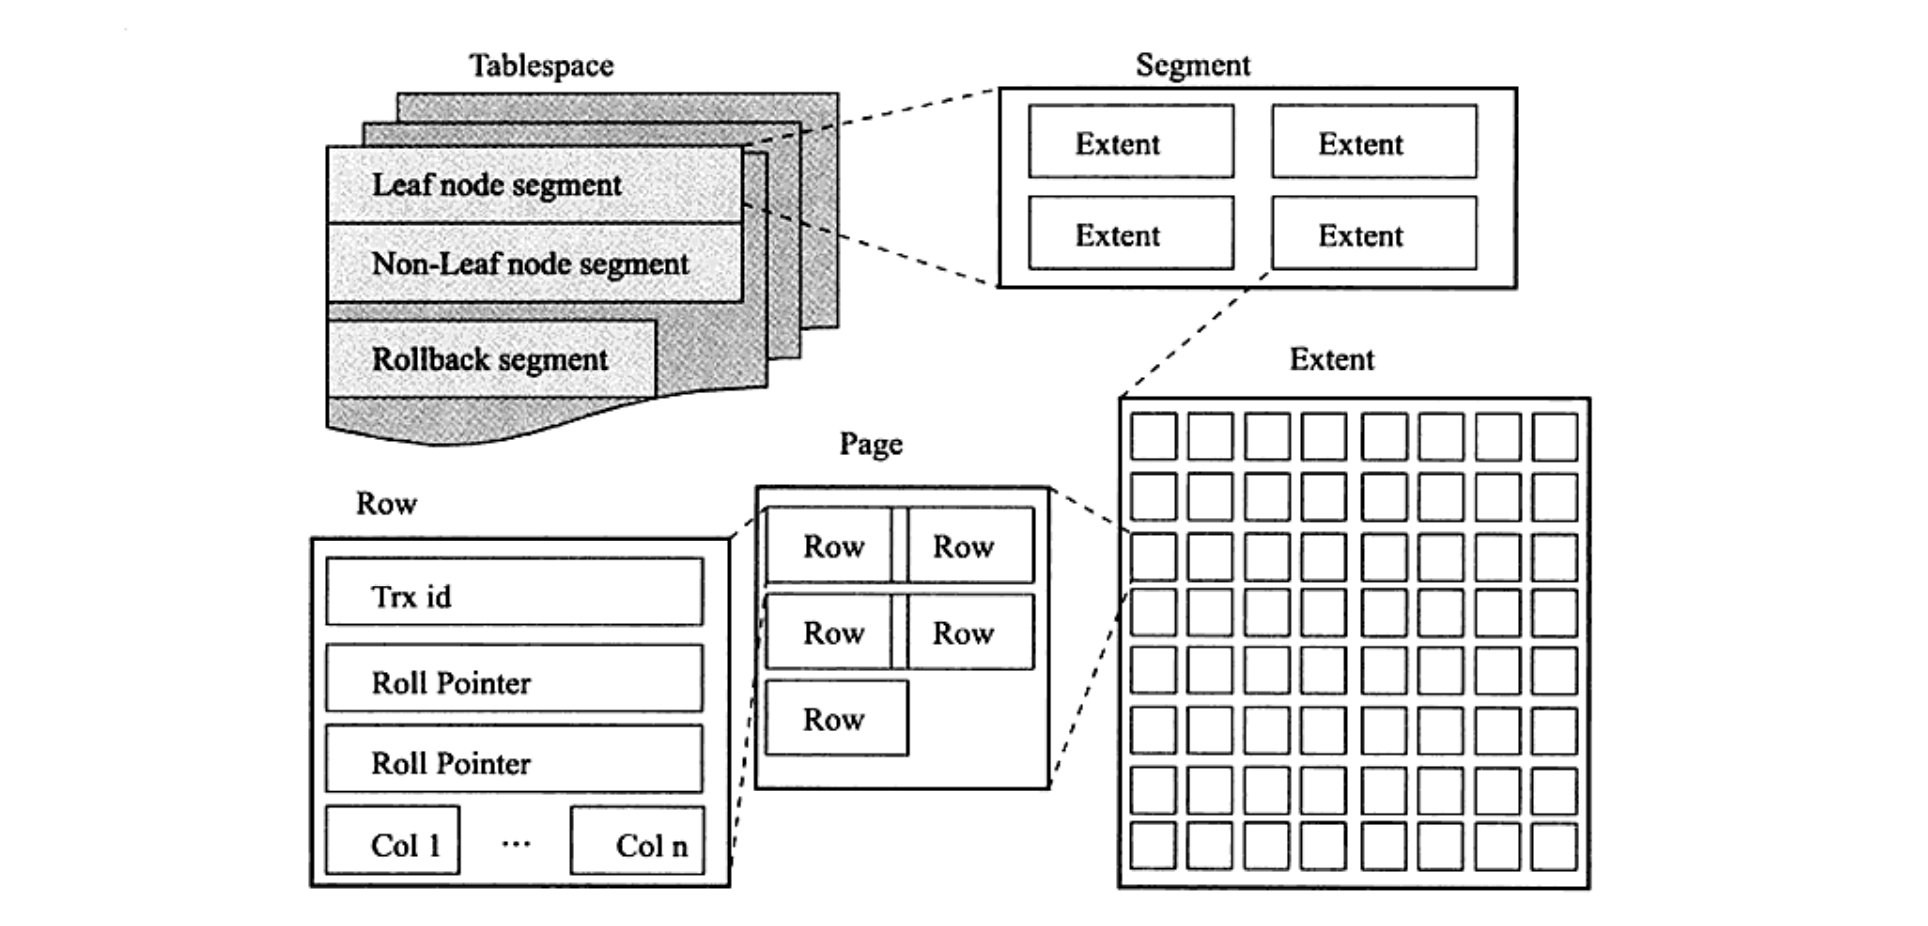 Tablespace
Leaf node segment
Non-Leaf node segment
Rollback segment
Segment
Extent Extent
Extent Extent
Extent
Page
Row Row
Row Row
Row
Row
Trx id
Roll Pointer
Roll Pointer
Col 1 ... Col n